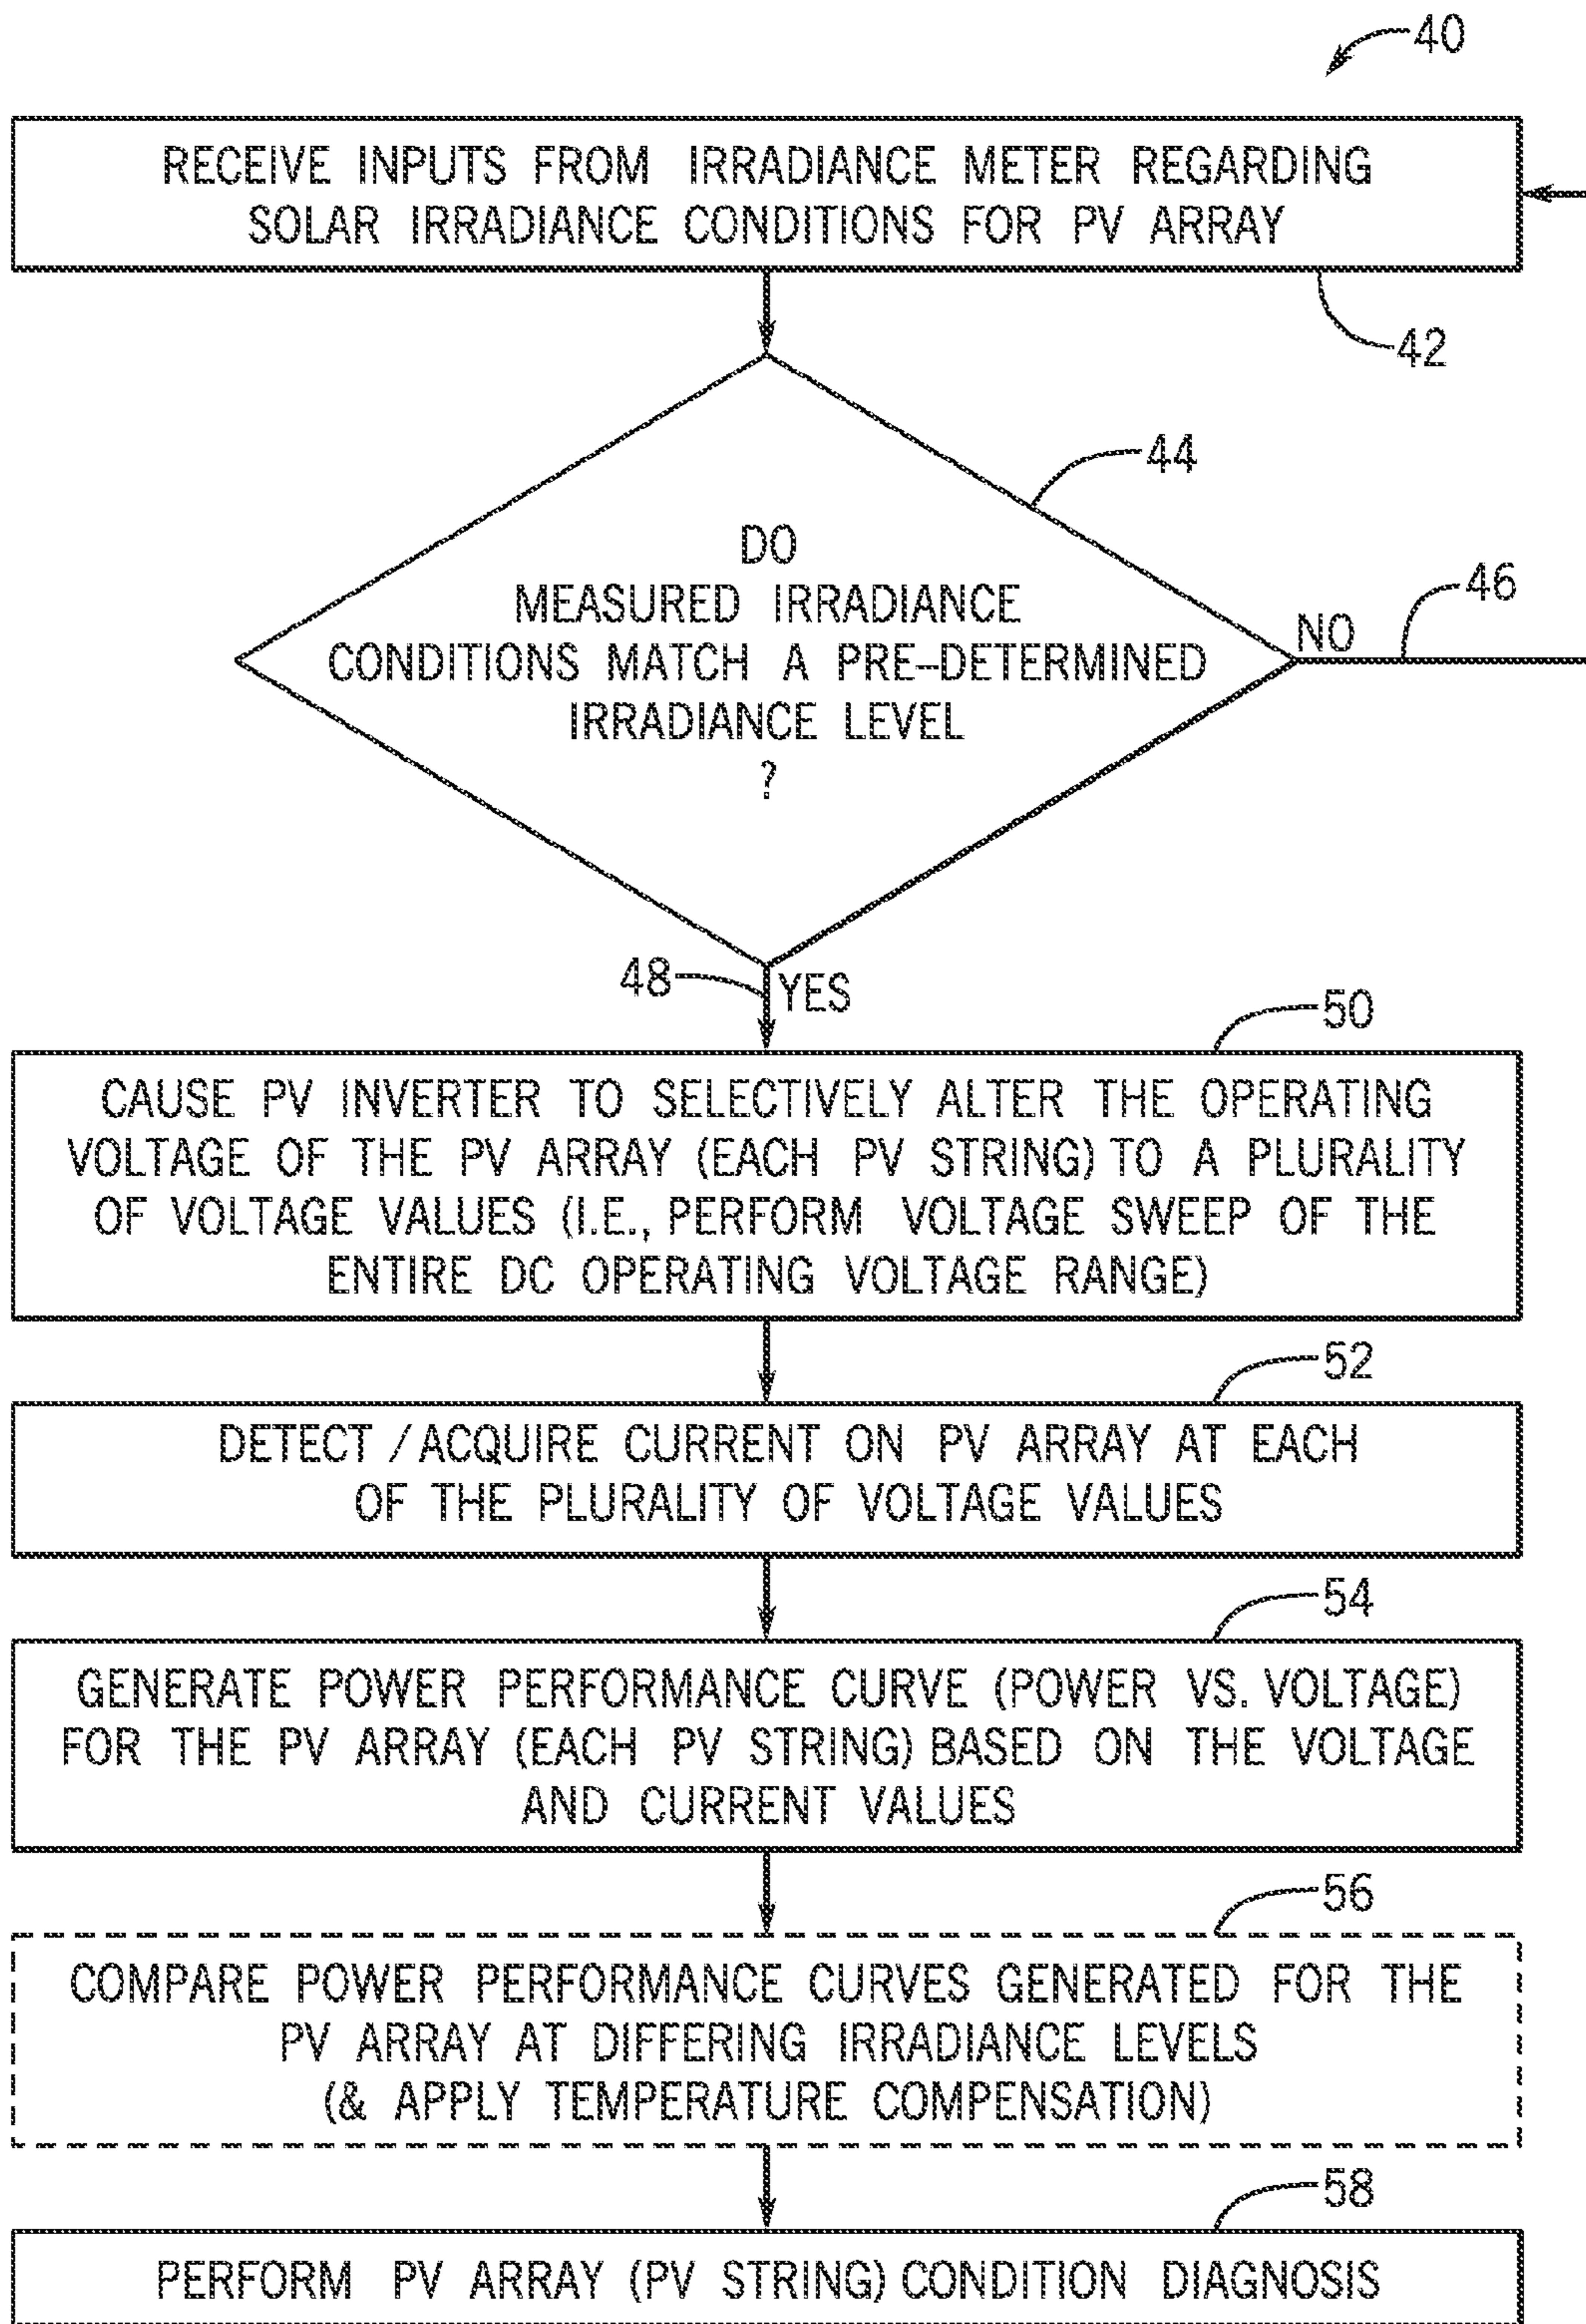 40
RECEIVE INPUTS FROM IRRADIANCE METER REGARDING
SOLAR IRRADIANCE CONDITIONS FOR PV ARRAY
42
44
DO
MEASURED IRRADIANCE
CONDITIONS MATCH A PRE-DETERMINED
IRRADIANCE LEVEL
?
46
NO
48
YES
50
CAUSE PV INVERTER TO SELECTIVELY ALTER THE OPERATING
VOLTAGE OF THE PV ARRAY (EACH PV STRING) TO A PLURALITY
OF VOLTAGE VALUES (I.E., PERFORM VOLTAGE SWEEP OF THE
ENTIRE DC OPERATING VOLTAGE RANGE)
52
DETECT / ACQUIRE CURRENT ON PV ARRAY AT EACH
OF THE PLURALITY OF VOLTAGE VALUES
54
GENERATE POWER PERFORMANCE CURVE (POWER VS. VOLTAGE)
FOR THE PV ARRAY (EACH PV STRING) BASED ON THE VOLTAGE
AND CURRENT VALUES
56
COMPARE POWER PERFORMANCE CURVES GENERATED FOR THE
PV ARRAY AT DIFFERING IRRADIANCE LEVELS
(& APPLY TEMPERATURE COMPENSATION)
58
PERFORM PV ARRAY (PV STRING) CONDITION DIAGNOSIS